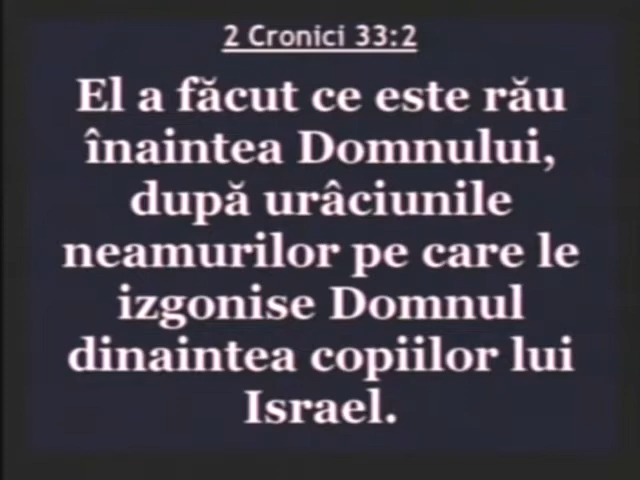 2 Cronici 33:2
El a făcut ce este rău
înaintea Domnului,
după urâciunile
neamurilor pe care le
izgonise Domnul
dinaintea copiilor lui
Israel.